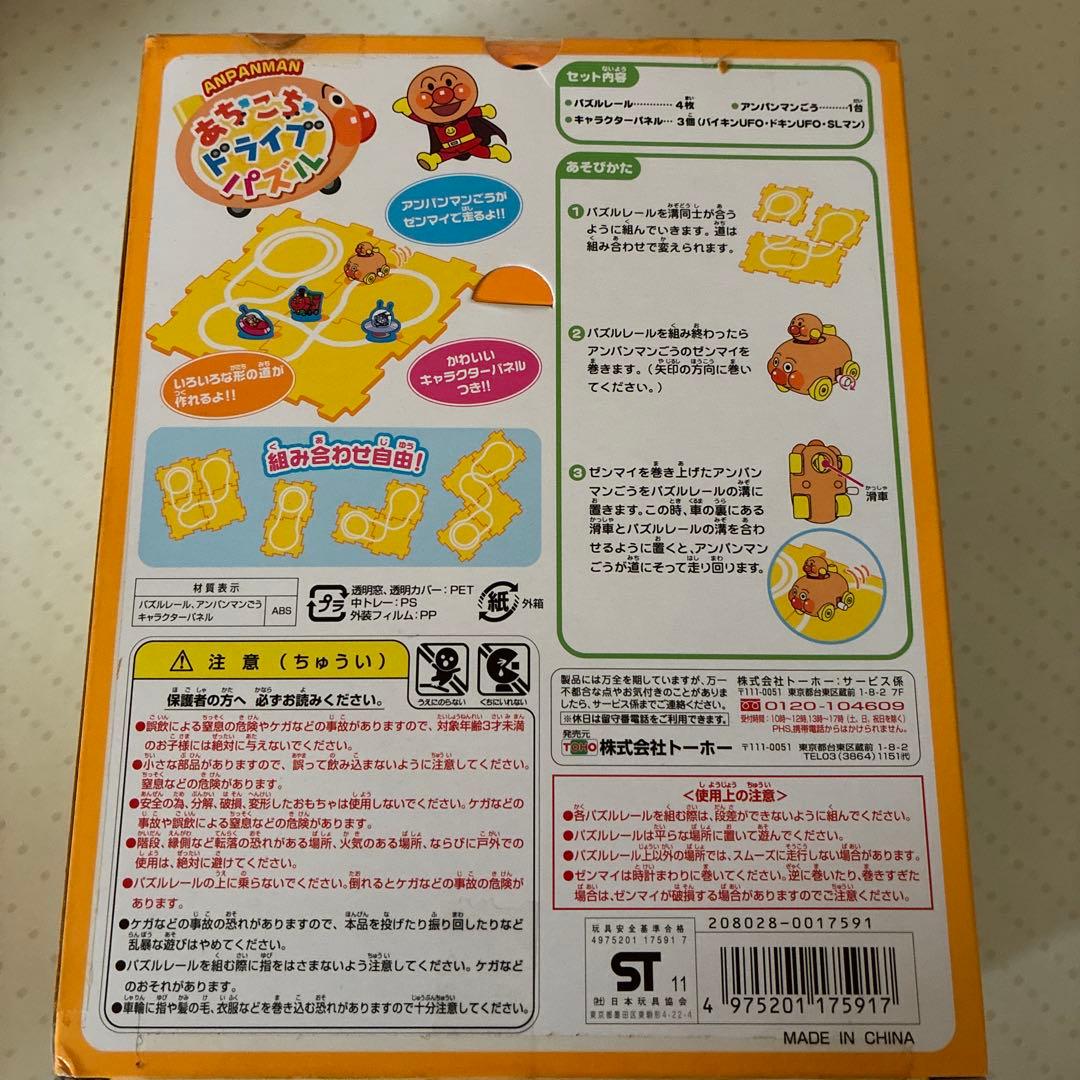 ANPANMAN
あちこち
ドライブ
パズル
アンパンマンごうが
ゼンマイで走るよ!!
いろいろな形の道が
作れるよ!!
かわいい
キャラクターパネル
つき!!
組み合わせ自由!
セット内容
●パズルレール…………4枚
●アンパンマンごう………1台
●キャラクターパネル…3個(バイキンUFO・ドキンUFO・SLマン)
あそびかた
1 パズルレールを溝同士が合う
ように組んでいきます。道は
組み合わせで変えられます。
2 パズルレールを組み終わったら
アンパンマンごうのゼンマイを
巻きます。(矢印の方向に巻い
てください。)
3 ゼンマイを巻き上げたアンパン
マンごうをパズルレールの溝に
置きます。この時、車の裏にある
滑車とパズルレールの溝を合わ
せるように置くと、アンパンマン
ごうが道にそって走り回ります。
滑車
材質表示
パズルレール、アンパンマンごう
キャラクターパネル
ABS
プラ
透明窓、透明カバー:PET
中トレー:PS
外装フィルム:PP
紙
外箱
注意(ちゅうい)
保護者の方へ 必ずお読みください。
うえにのらない
くちにいれない
●誤飲による窒息の危険やケガなどの事故がありますので、対象年齢3才未満
のお子様には絶対に与えないでください。
●小さな部品がありますので、誤って飲み込まないように注意してください。
窒息などの危険があります。
●安全の為、分解、破損、変形したおもちゃは使用しないでください。ケガなどの
事故や誤飲による窒息などの危険があります。
●階段、縁側など転落の恐れがある場所、火気のある場所、ならびに戸外での
使用は、絶対に避けてください。
●パズルレールの上に乗らないでください。倒れるとケガなどの事故の危険が
あります。
●ケガなどの事故の恐れがありますので、本品を投げたり振り回したりなど
乱暴な遊びはやめてください。
●パズルレールを組む際に指をはさまないよう注意してください。ケガなど
のおそれがあります。
●車輪に指や髪の毛、衣服などを巻き込む恐れがありますので十分注意してください。
製品には万全を期していますが、万一
不都合な点やお気付きのことがありま
したら、サービス係までご連絡ください。
※休日は留守番電話をご利用できます。
株式会社トーホー:サービス係
〒111-0051 東京都台東区蔵前1-8-2 7F
0120-104609
受付時間:10時〜12時、13時〜17時(土、日、祝日を除く)
PHS、携帯電話からはかけられません。
発売元
TOHO 株式会社トーホー
〒111-0051 東京都台東区蔵前1-8-2
TEL03(3864)1151(代)
<使用上の注意>
●各パズルレールを組む際は、段差ができないように組んでください。
●パズルレールは平らな場所に置いて遊んでください。
●パズルレール上以外の場所では、スムーズに走行しない場合があります。
●ゼンマイは時計まわりに巻いてください。逆に巻いたり、巻きすぎた
場合は、ゼンマイが破損する場合がありますのでご注意ください。
玩具安全基準合格
4975201 17591 7
ST 11
(社)日本玩具協会
東京都墨田区東駒形4-22-4
208028-0017591
4 975201 175917
MADE IN CHINA